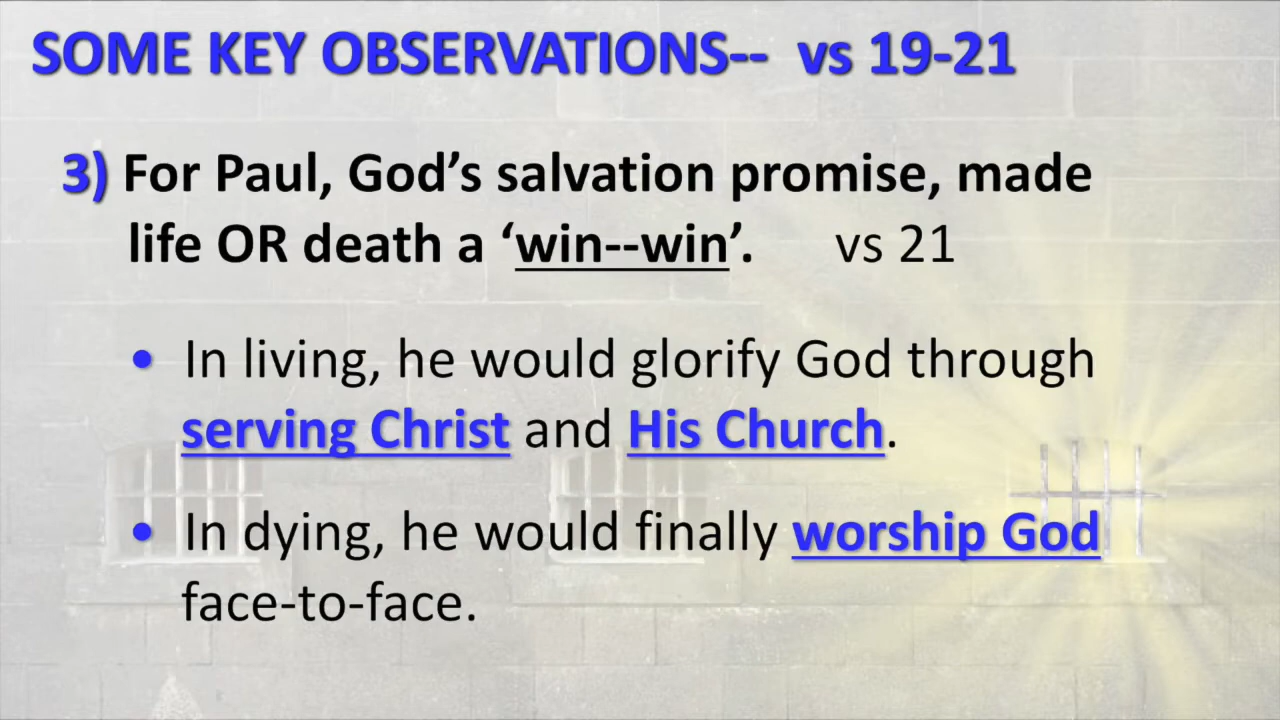 SOME KEY OBSERVATIONS-- vs 19-21
3) For Paul, God’s salvation promise, made
life OR death a ‘win--win’. vs 21
• In living, he would glorify God through
serving Christ and His Church.
• In dying, he would finally worship God
face-to-face.